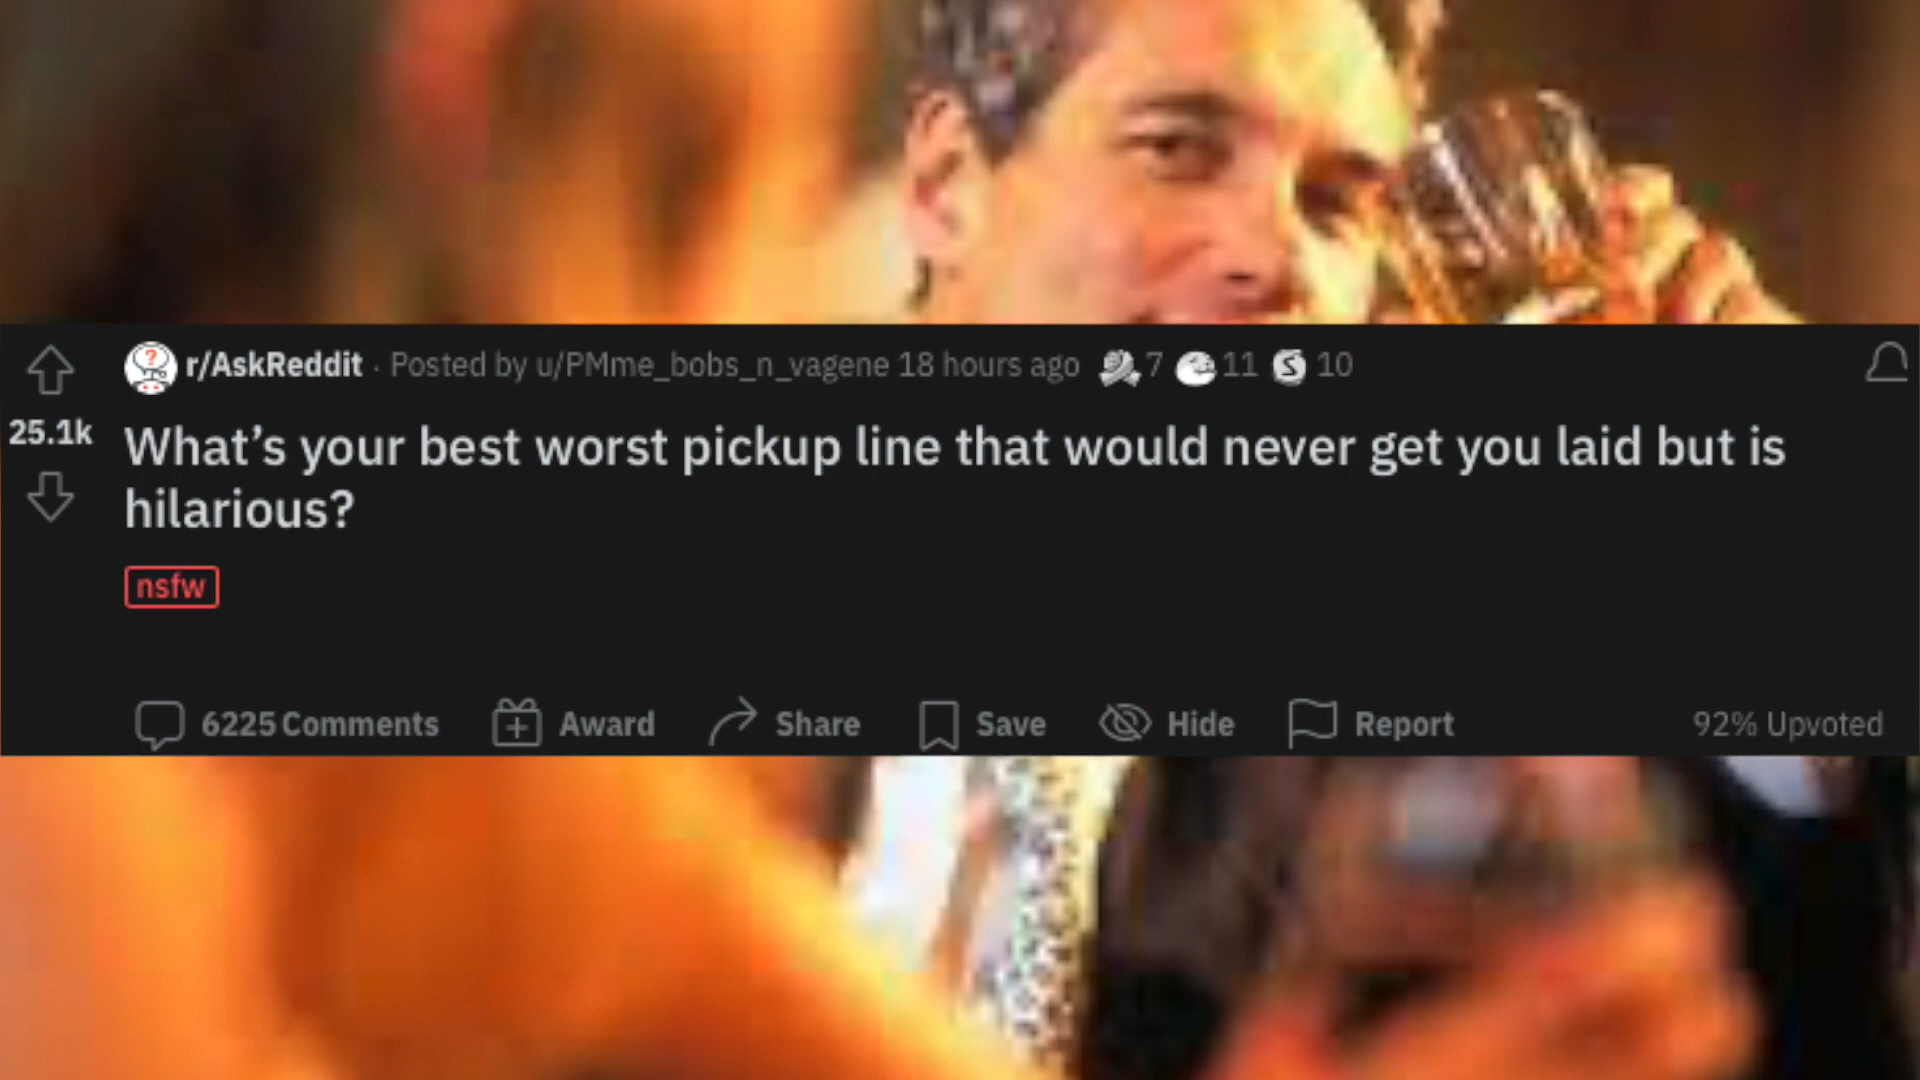 r/AskReddit · Posted by u/PMme_bobs_n_vagene 18 hours ago 7 11 S 10
25.1k
What’s your best worst pickup line that would never get you laid but is
hilarious?
nsfw
6225 Comments Award Share Save Hide Report 92% Upvoted